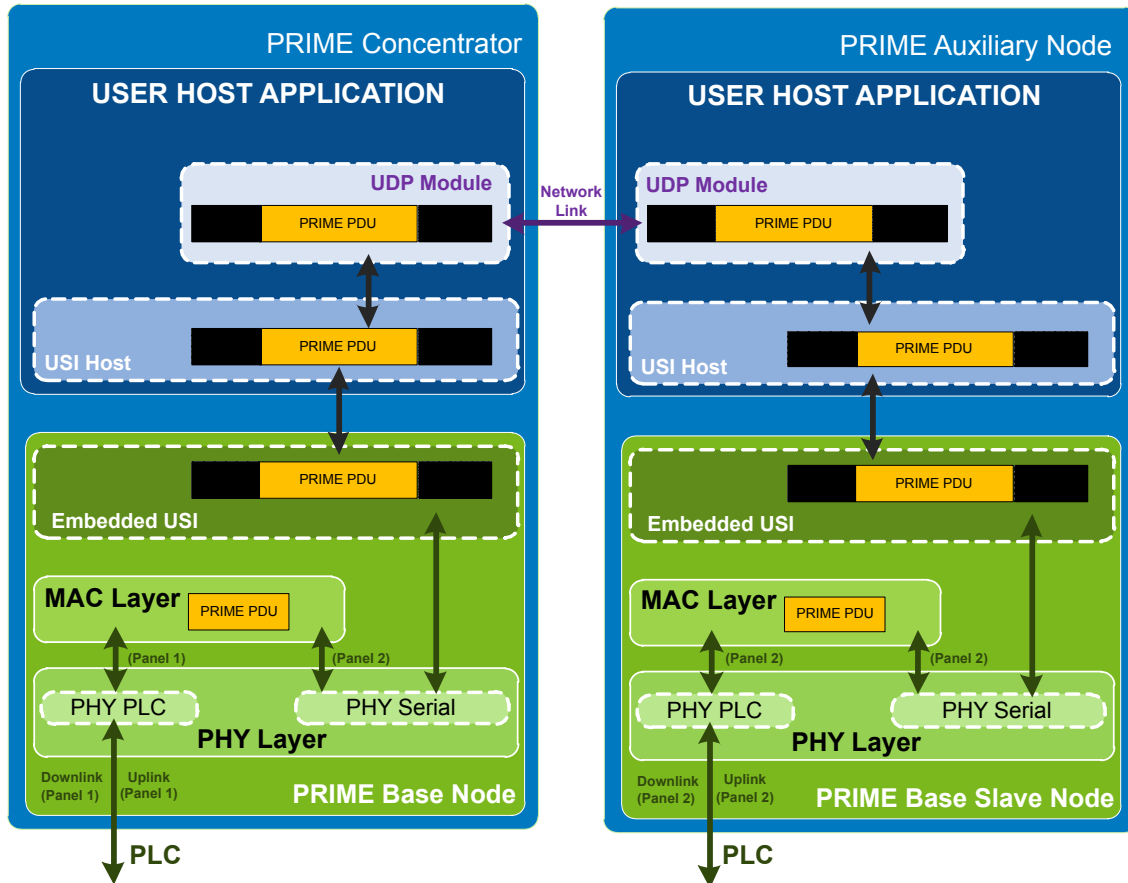 PRIME Concentrator
USER HOST APPLICATION
UDP Module
PRIME PDU
PRIME PDU
USI Host
PRIME PDU
Embedded USI
MAC Layer
PRIME PDU
(Panel 1)
(Panel 2)
PHY PLC
PHY Serial
PHY Layer
Downlink
(Panel 1)
Uplink
(Panel 1)
PRIME Base Node
PLC
Network
Link
PRIME Auxiliary Node
USER HOST APPLICATION
UDP Module
PRIME PDU
PRIME PDU
USI Host
PRIME PDU
Embedded USI
MAC Layer
PRIME PDU
(Panel 2)
(Panel 2)
PHY PLC
PHY Serial
PHY Layer
Downlink
(Panel 2)
Uplink
(Panel 2)
PRIME Base Slave Node
PLC